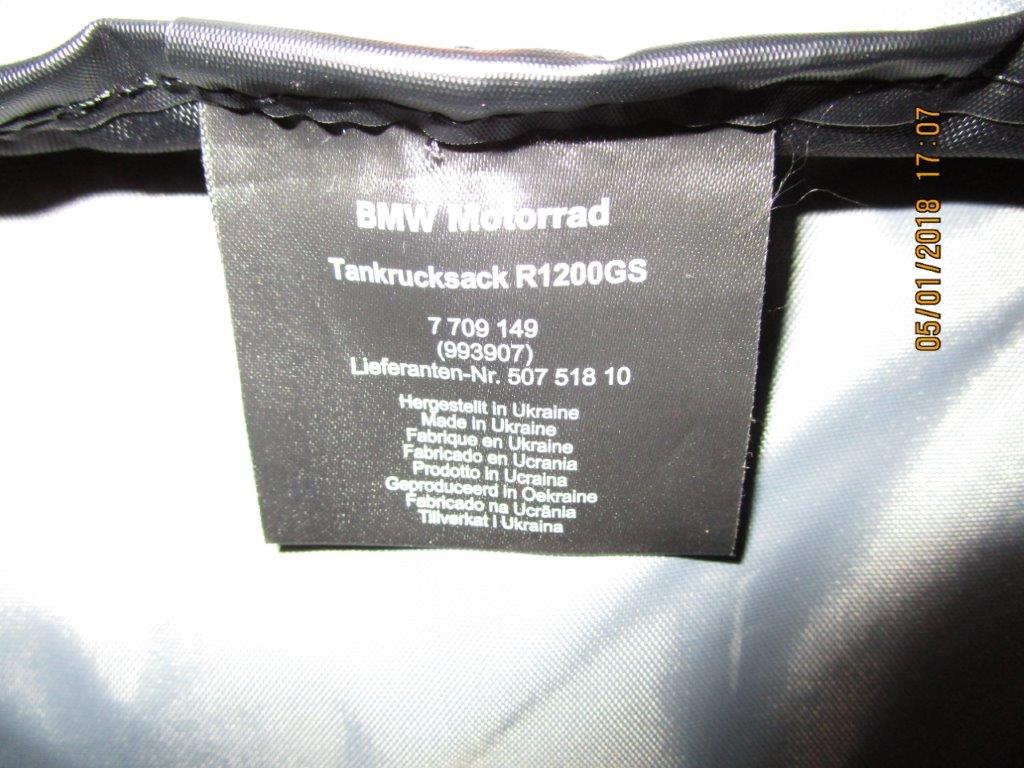 BMW Motorrad
Tankrucksack R1200GS
7 709 149
(993907)
Lieferanten-Nr. 507 518 10
Hergestellt in Ukraine
Made in Ukraine
Fabrique en Ukraine
Fabricado en Ucrania
Prodotto in Ucraina
Geproduceerd in Oekraine
Fabricado na Ucrânia
Tillverkat i Ukraina
05/01/2018 17:07